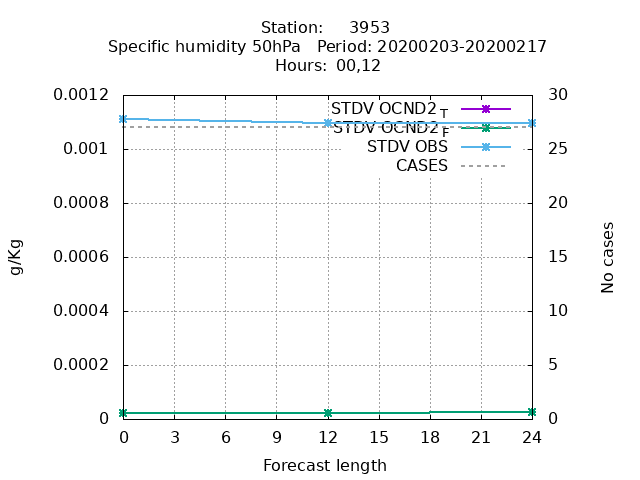 Station: 3953
Specific humidity 50hPa Period: 20200203-20200217
Hours: 00,12
0.0012
0.001
0.0008
0.0006
0.0004
0.0002
0
g/Kg
STDV OCND2 T
STDV OCND2 F
STDV OBS
CASES
30
25
20
15
10
5
0
No cases
0 3 6 9 12 15 18 21 24
Forecast length